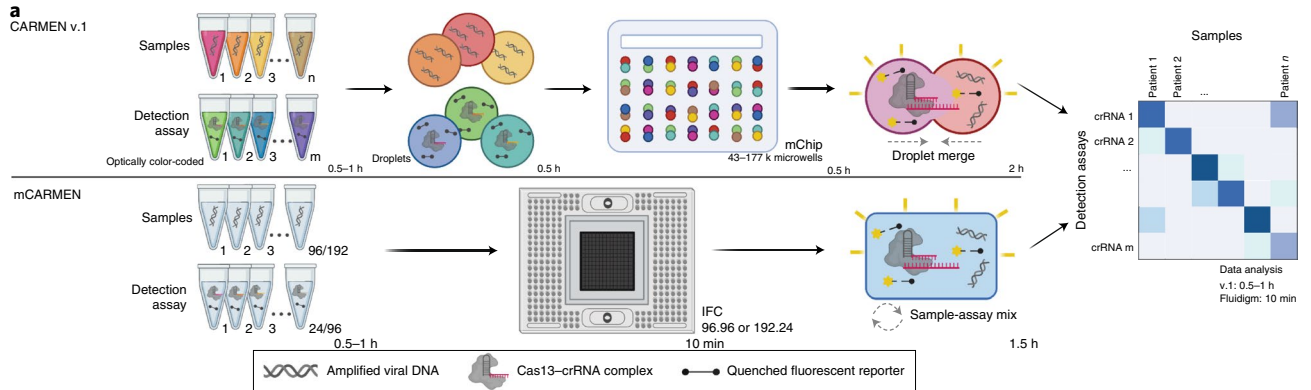 a
CARMEN v.1
Samples
1 2 3 n
Detection
assay
Optically color-coded
1 2 3 m
0.5–1 h
Droplets
0.5 h
mChip
43–177 k microwells
0.5 h
Droplet merge
2 h
mCARMEN
Samples
1 2 3 96/192
Detection
assay
1 2 3 24/96
0.5–1 h
IFC
96.96 or 192.24
10 min
Sample-assay mix
1.5 h
Samples
Patient 1
Patient 2
...
Patient n
Detection assays
crRNA 1
crRNA 2
...
crRNA m
Data analysis
v.1: 0.5–1 h
Fluidigm: 10 min
Amplified viral DNA
Cas13–crRNA complex
Quenched fluorescent reporter